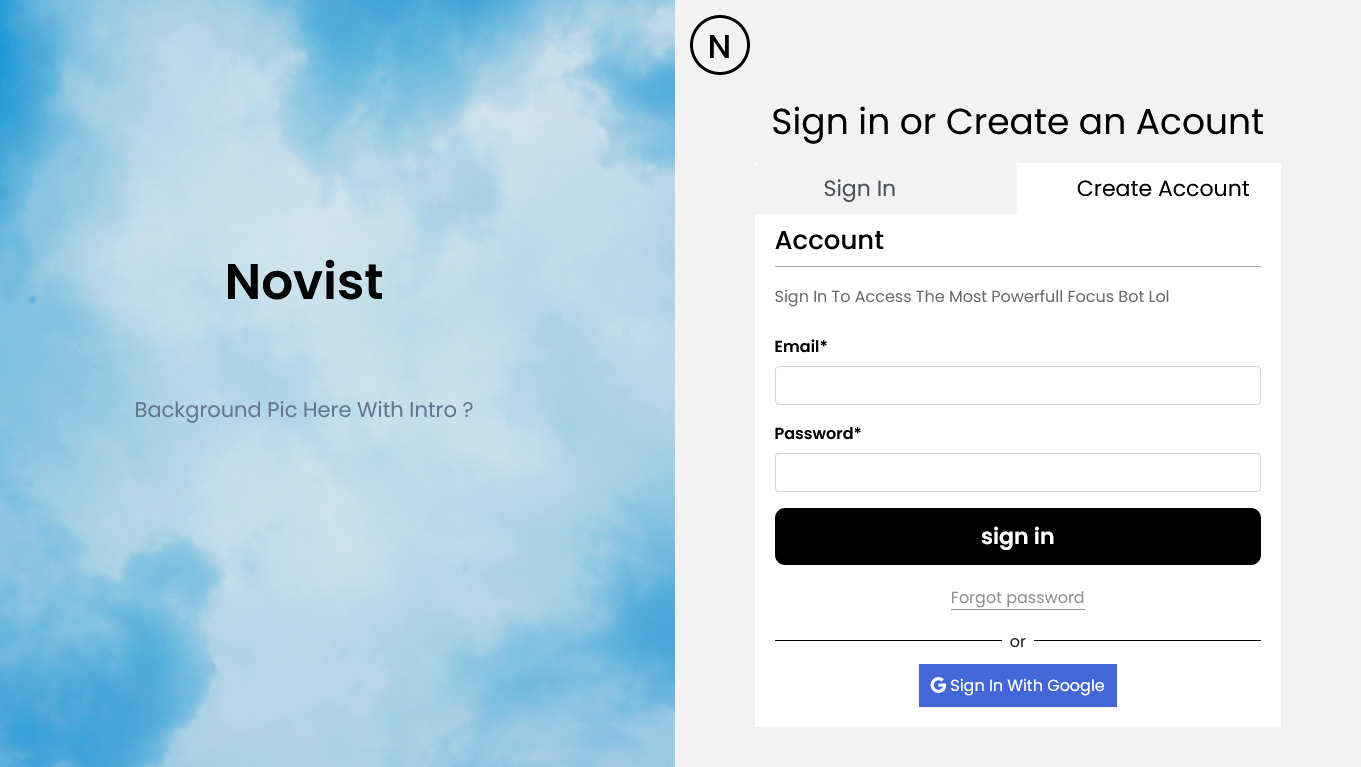 Novist
Background Pic Here With Intro ?
N
Sign in or Create an Acount
Sign In
Create Account
Account
Sign In To Access The Most Powerfull Focus Bot Lol
Email*
Password*
sign in
Forgot password
or
G Sign In With Google